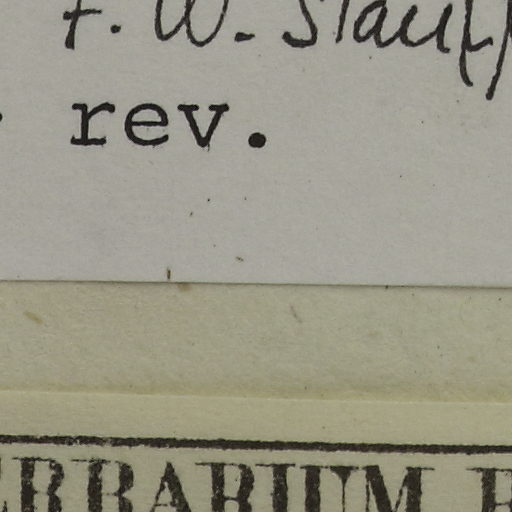 F. W. Stauff
rev.
ERBARIUM